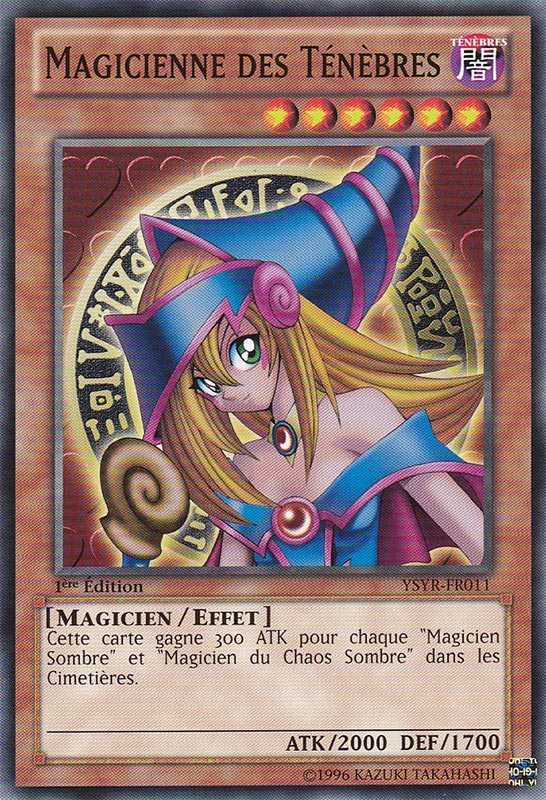 MAGICIENNE DES TÉNÈBRES
TÉNÈBRES
闇
1ère Édition
YSYR-FR011
[MAGICIEN / EFFET]
Cette carte gagne 300 ATK pour chaque "Magicien
Sombre" et "Magicien du Chaos Sombre" dans les
Cimetières.
ATK/2000 DEF/1700
©1996 KAZUKI TAKAHASHI